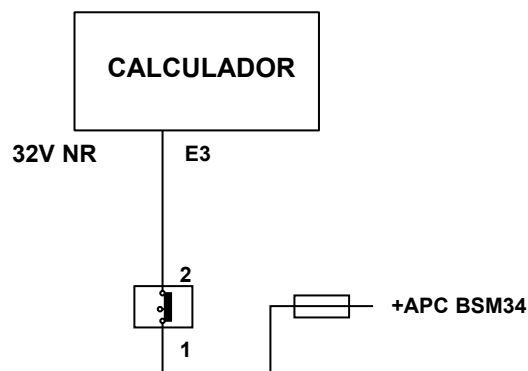 CALCULADOR
32V NR E3
2
+APC BSM34
1